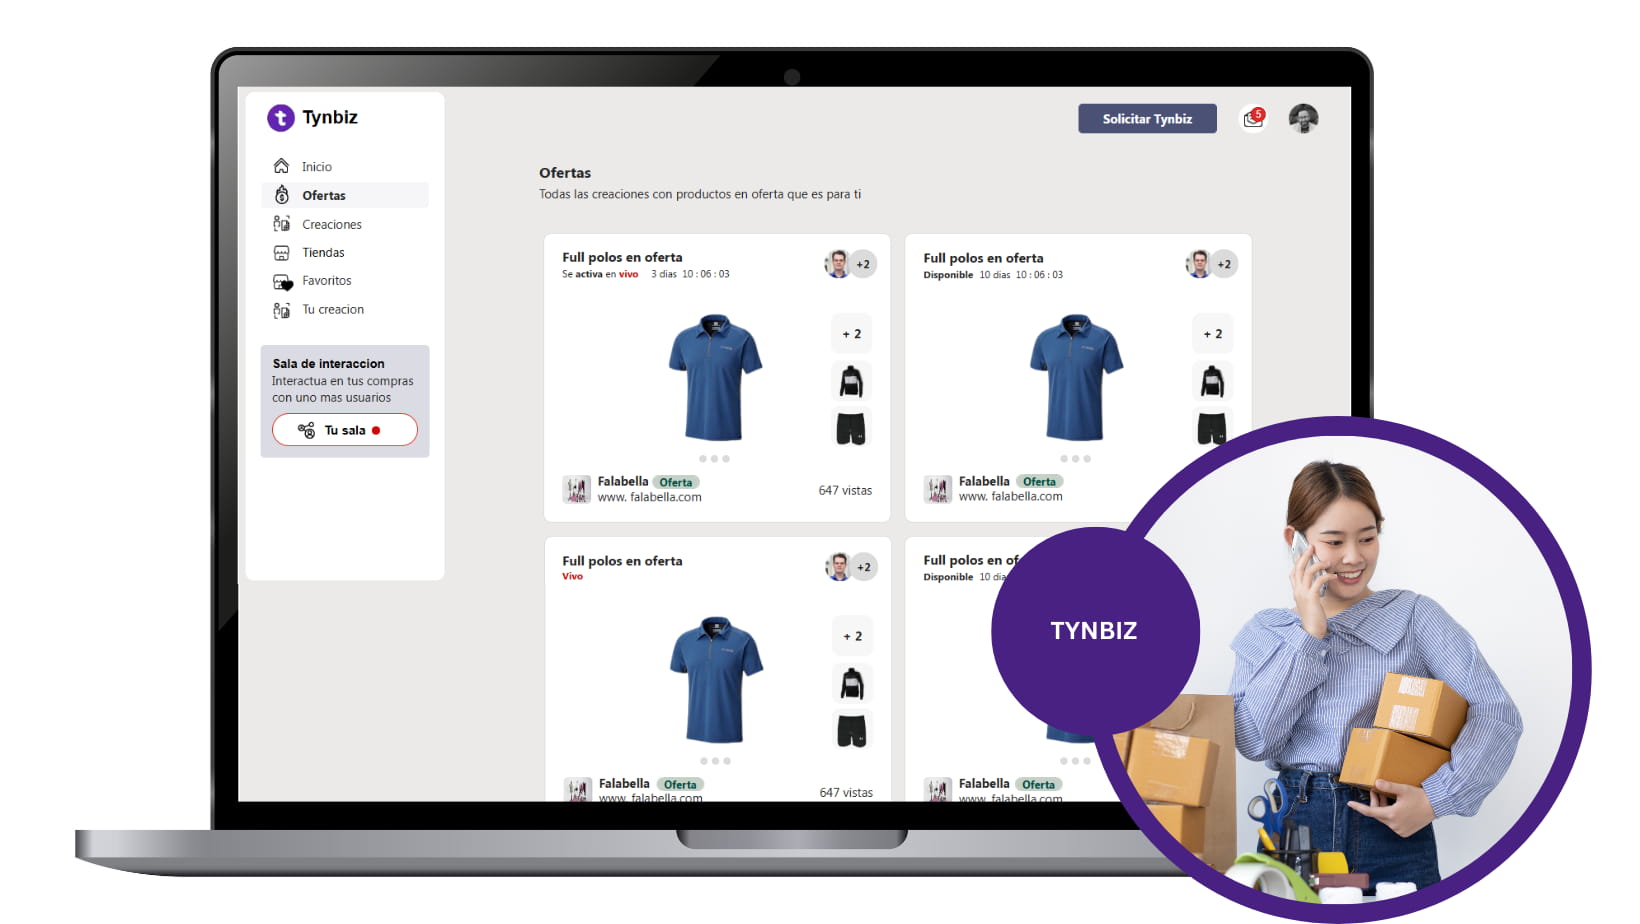 Tynbiz
Solicitar Tynbiz
5
Inicio
Ofertas
Creaciones
Tiendas
Favoritos
Tu creacion
Sala de interaccion
Interactua en tus compras
con uno mas usuarios
Tu sala
Ofertas
Todas las creaciones con productos en oferta que es para ti
Full polos en oferta
Se activa en vivo 3 dias 10 : 06 : 03
+2
+ 2
Falabella Oferta
www. falabella.com
647 vistas
Full polos en oferta
Disponible 10 dias 10 : 06 : 03
+2
+ 2
Falabella Oferta
www. falabella.com
Full polos en oferta
Vivo
+2
+ 2
Falabella Oferta
www. falabella.com
647 vistas
Full polos en of
Disponible 10 dia
Falabella Oferta
www. falabella.com
TYNBIZ